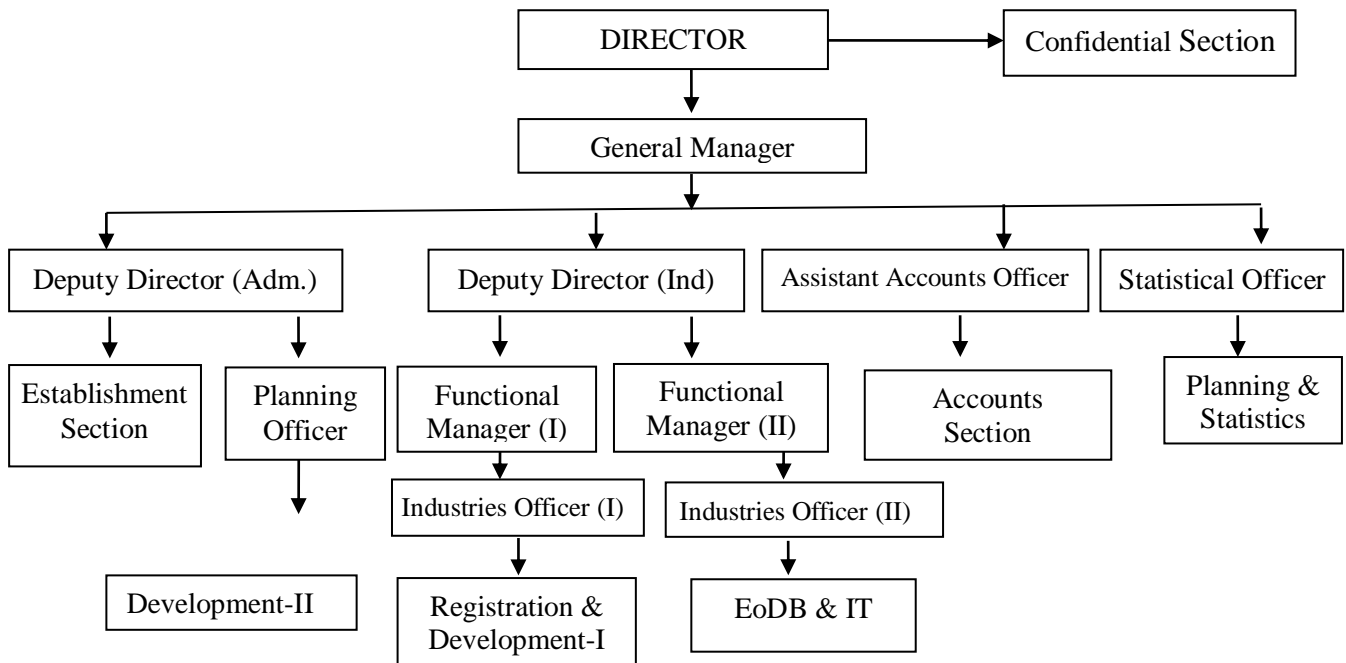 DIRECTOR
Confidential Section
General Manager
Deputy Director (Adm.)
Deputy Director (Ind)
Assistant Accounts Officer
Statistical Officer
Establishment
Section
Planning
Officer
Functional
Manager (I)
Functional
Manager (II)
Accounts
Section
Planning &
Statistics
Industries Officer (I)
Industries Officer (II)
Development-II
Registration &
Development-I
EoDB & IT